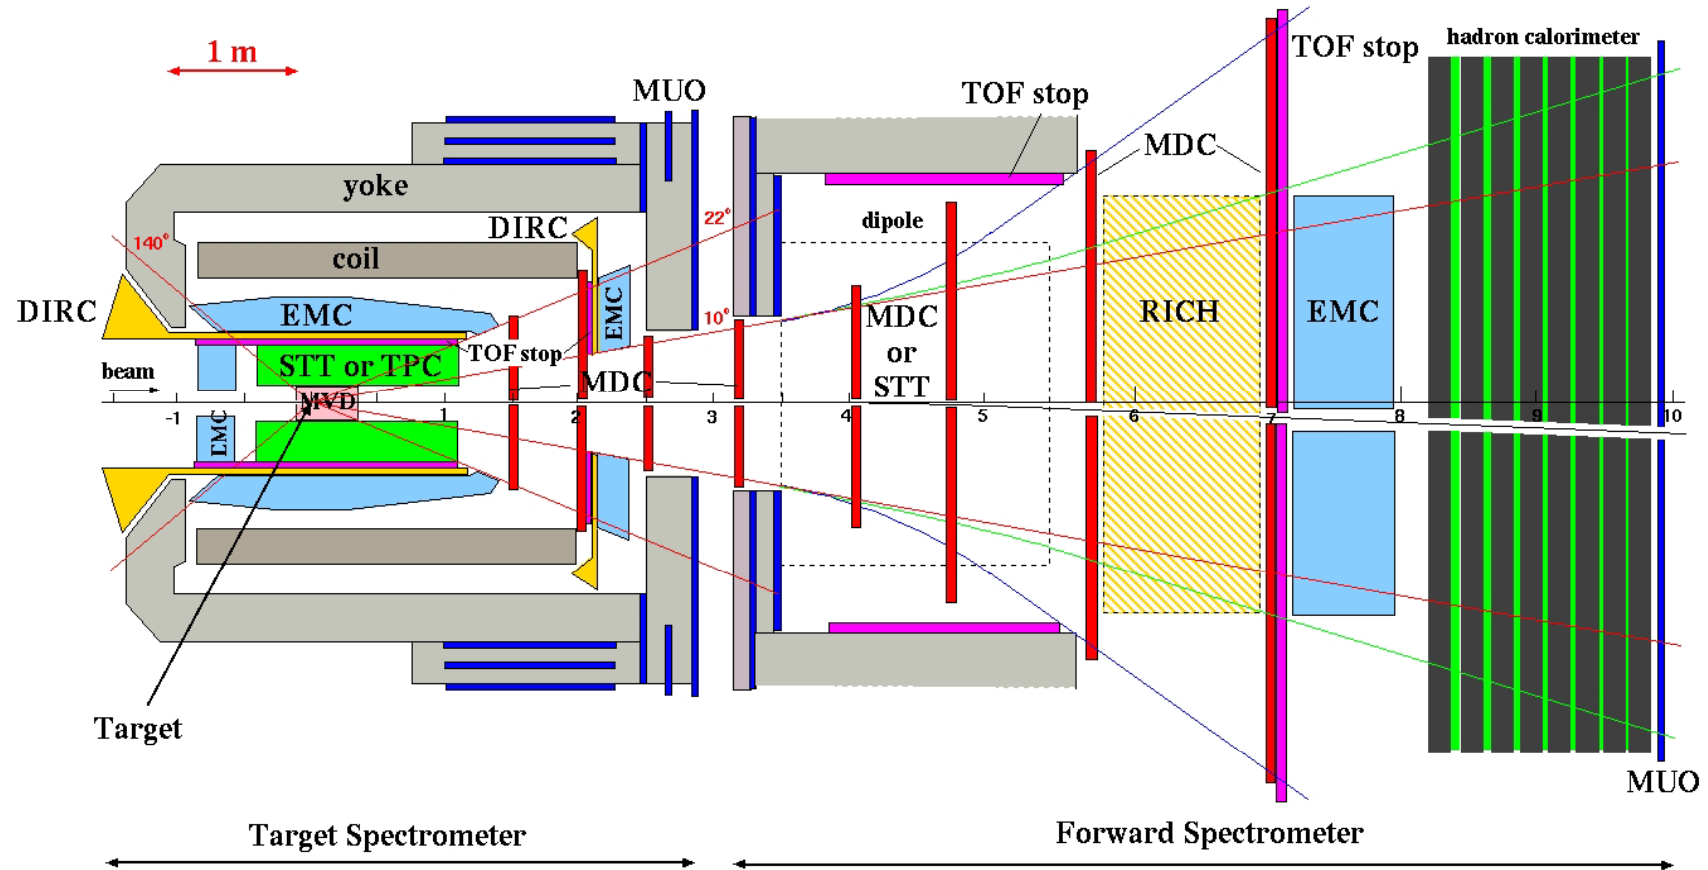 1 m
MUO
TOF stop
TOF stop
hadron calorimeter
MDC
yoke
22°
DIRC
dipole
140°
coil
DIRC
EMC
EMC
10°
MDC
or
STT
RICH
EMC
TOF stop
STT or TPC
beam
MDC
MVD
-1
1
2
3
4
5
6
7
8
9
10
EMC
Target
MUO
Target Spectrometer
Forward Spectrometer